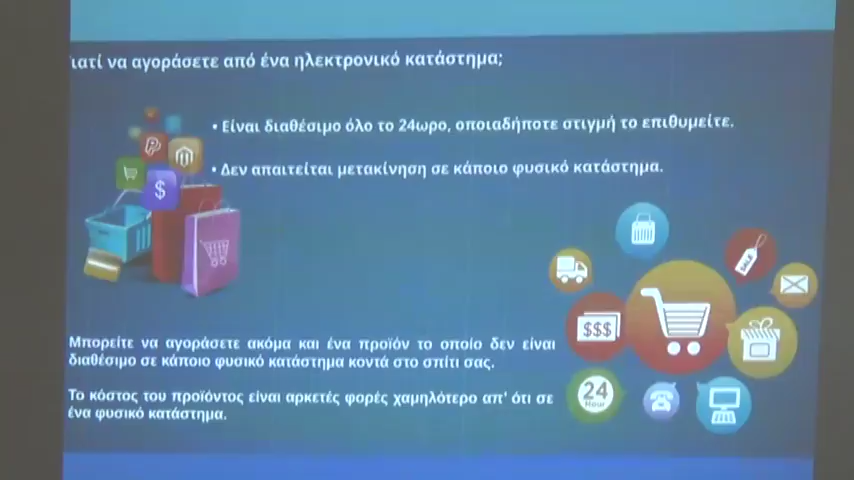 Γιατί να αγοράσετε από ένα ηλεκτρονικό κατάστημα;
• Είναι διαθέσιμο όλο το 24ωρο, οποιαδήποτε στιγμή το επιθυμείτε.
• Δεν απαιτείται μετακίνηση σε κάποιο φυσικό κατάστημα.
$
SALE
$$$
Μπορείτε να αγοράσετε ακόμα και ένα προϊόν το οποίο δεν είναι
διαθέσιμο σε κάποιο φυσικό κατάστημα κοντά στο σπίτι σας.
24
Hour
Το κόστος του προϊόντος είναι αρκετές φορές χαμηλότερο απ' ότι σε
ένα φυσικό κατάστημα.